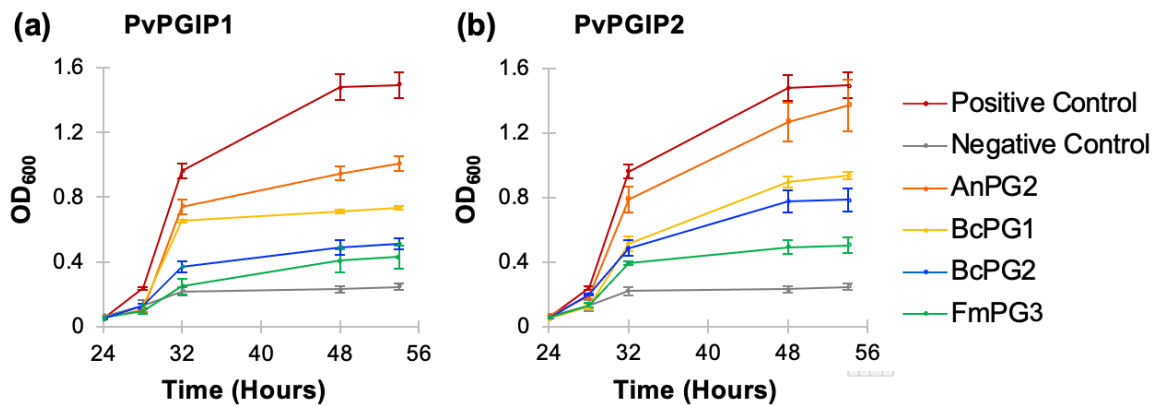 (a) PvPGIP1
(b) PvPGIP2
1.6
1.2
0.8
0.4
0
OD600
24 32 40 48 56
Time (Hours)
1.6
1.2
0.8
0.4
0
OD600
24 32 40 48 56
Time (Hours)
Positive Control
Negative Control
AnPG2
BcPG1
BcPG2
FmPG3